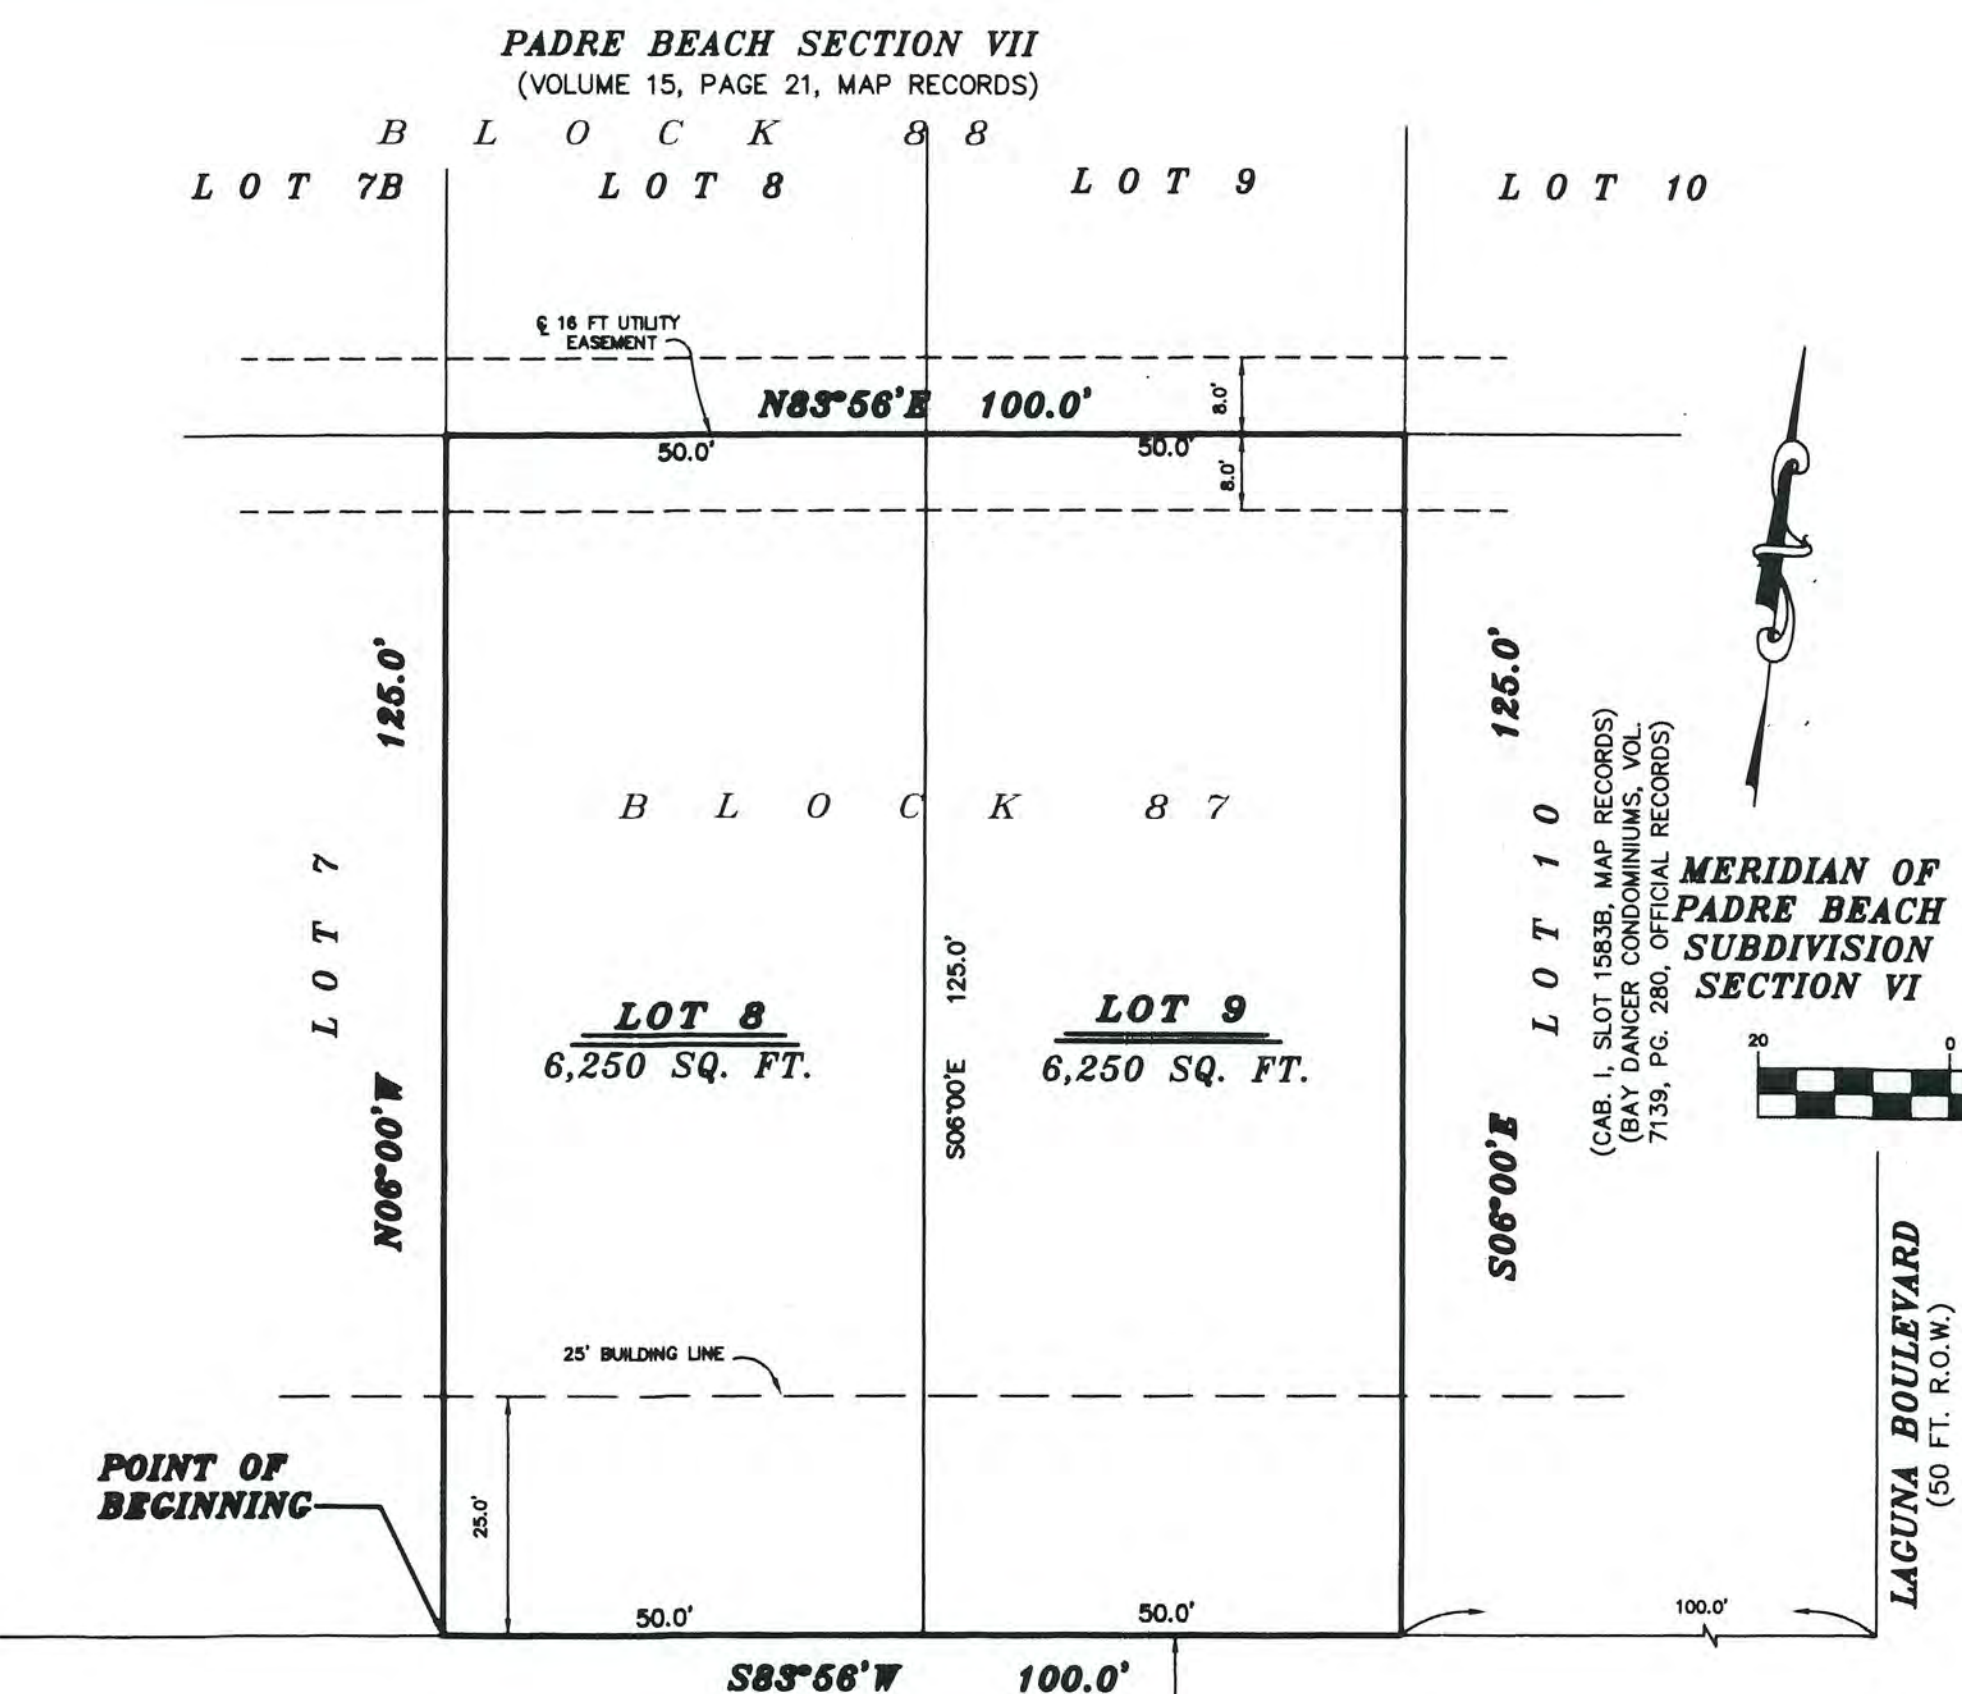 PADRE BEACH SECTION VII
(VOLUME 15, PAGE 21, MAP RECORDS)
B L O C K 8 8
L O T 7B
L O T 8
L O T 9
L O T 10
℄ 16 FT UTILITY
EASEMENT
N83°56'E 100.0'
8.0'
50.0'
50.0'
8.0'
125.0'
N06°00'W
L O T 7
B L O C K 8 7
LOT 8
6,250 SQ. FT.
S06°00'E 125.0'
LOT 9
6,250 SQ. FT.
125.0'
S06°00'E
L O T 1 0
(CAB. I, SLOT 1583B, MAP RECORDS)
(BAY DANCER CONDOMINIUMS, VOL.
7139, PG. 280, OFFICIAL RECORDS)
MERIDIAN OF
PADRE BEACH
SUBDIVISION
SECTION VI
20 0
LAGUNA BOULEVARD
(50 FT. R.O.W.)
25' BUILDING LINE
POINT OF
BEGINNING
25.0'
50.0'
50.0'
100.0'
S83°56'W 100.0'